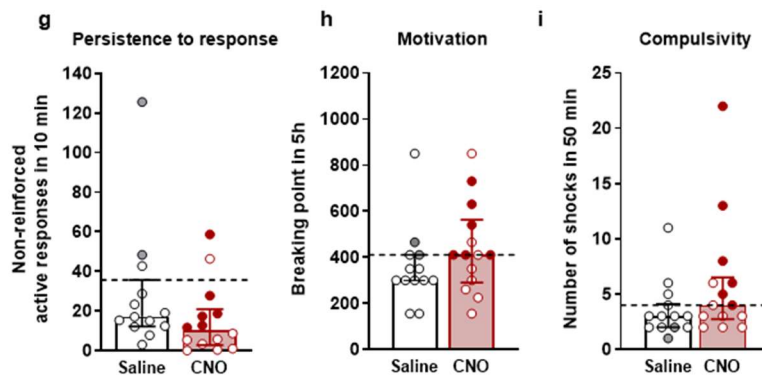 g
Persistence to response
Non-reinforced
active responses in 10 min
140
120
100
80
60
40
20
0
Saline CNO
h
Motivation
Breaking point in 5h
1200
1000
800
600
400
200
0
Saline CNO
i
Compulsivity
Number of shocks in 50 min
25
20
15
10
5
0
Saline CNO